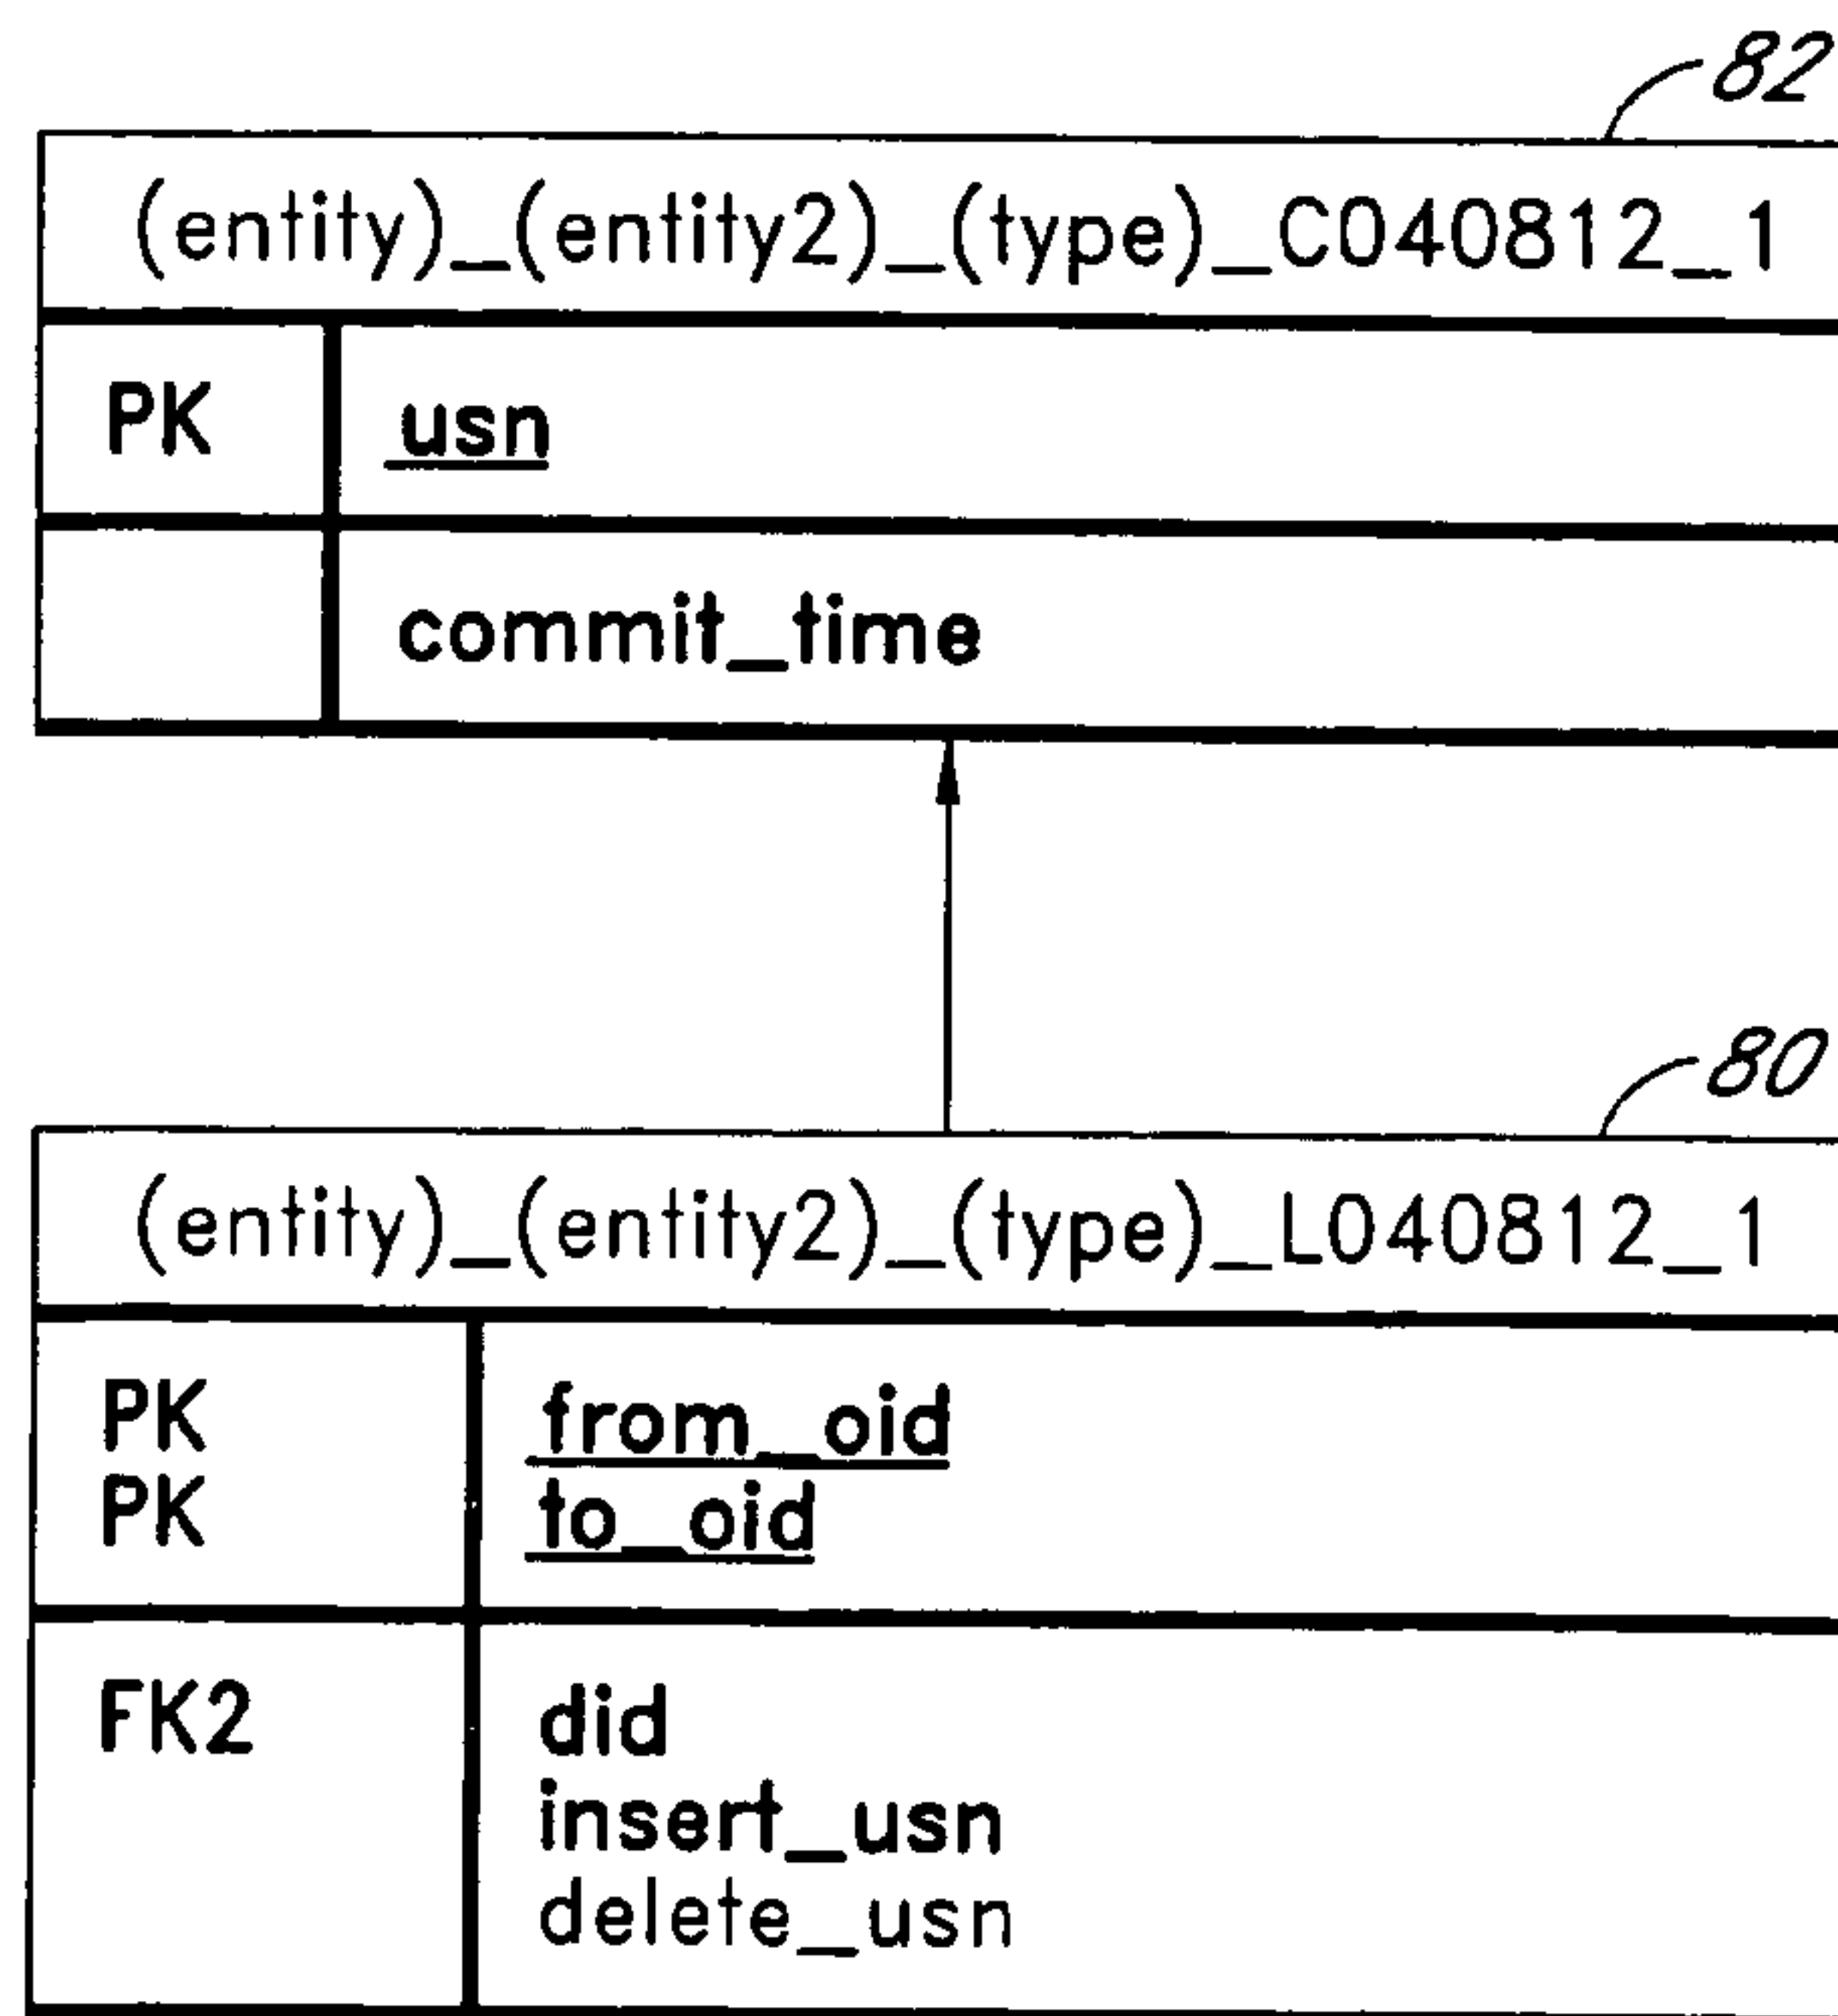 82
(entity)_(entity2)_(type)_C040812_1
PK usn
commit_time
80
(entity)_(entity2)_(type)_L040812_1
PK from_oid
PK to_oid
FK2 did
insert_usn
delete_usn